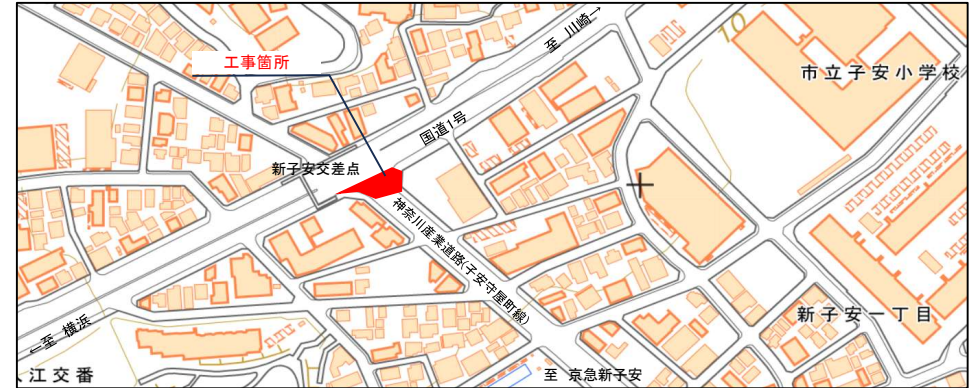 至 川崎→
10
工事箇所
市立子安小学校
国道1号
新子安交差点
神奈川産業道路(子安守屋町線)
新子安一丁目
←至 横浜
江交番
至 京急新子安